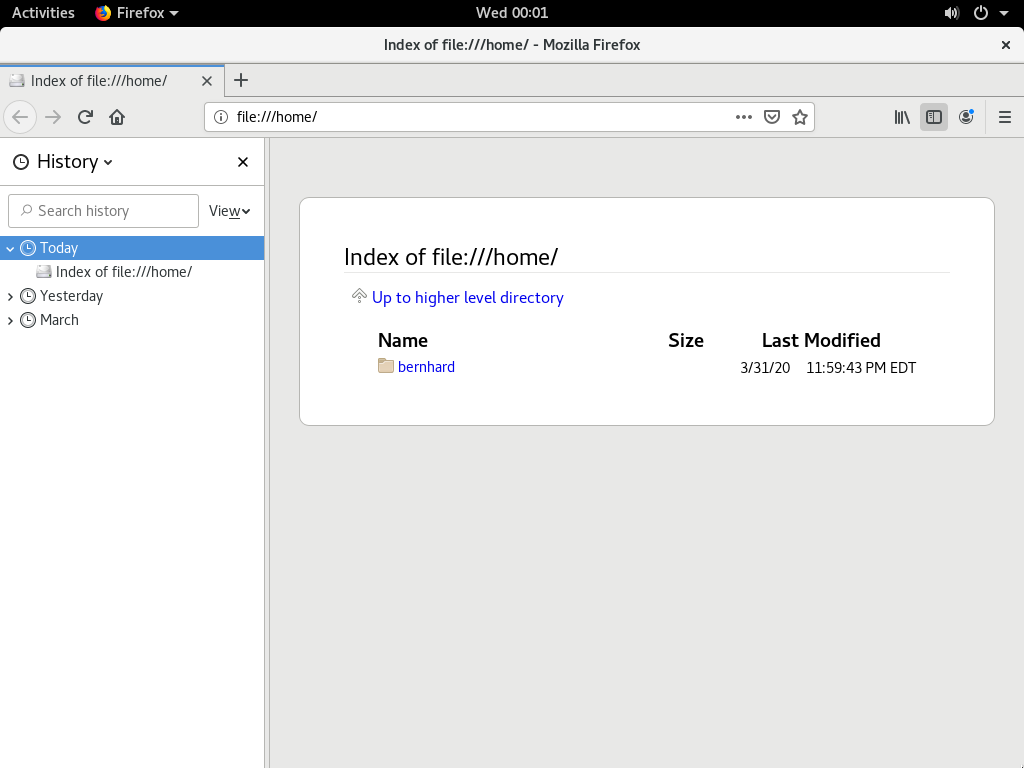 Activities Firefox Wed 00:01
Index of file:///home/ - Mozilla Firefox
Index of file:///home/
file:///home/
History
Search history View
Today
Index of file:///home/
Yesterday
March
Index of file:///home/
Up to higher level directory
Name Size Last Modified
bernhard 3/31/20 11:59:43 PM EDT